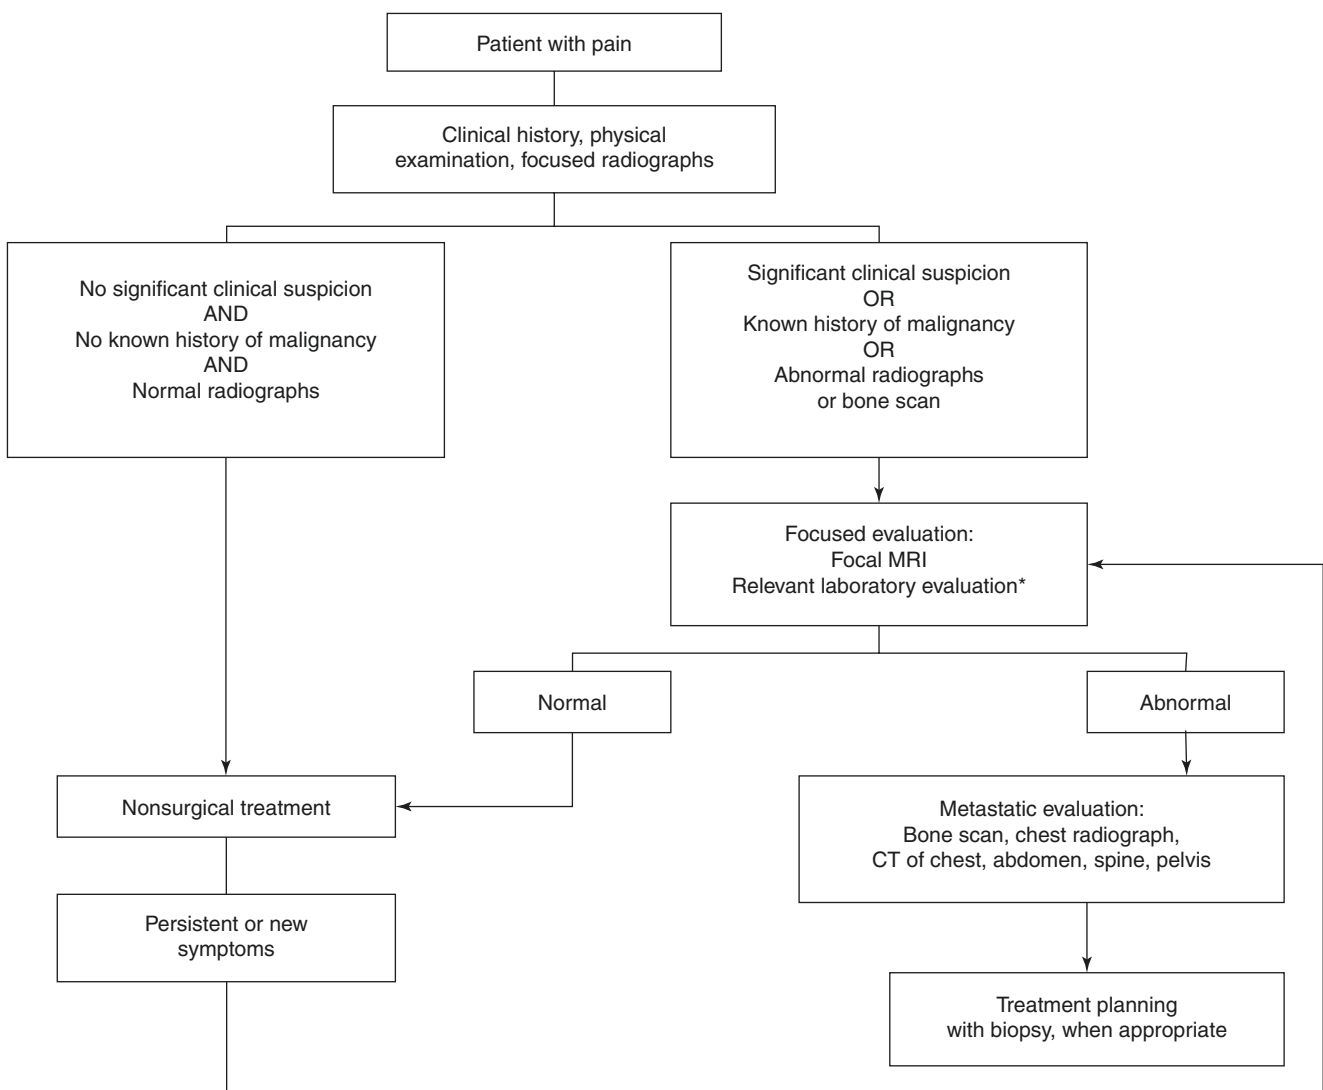 Patient with pain
Clinical history, physical
examination, focused radiographs
No significant clinical suspicion
AND
No known history of malignancy
AND
Normal radiographs
Significant clinical suspicion
OR
Known history of malignancy
OR
Abnormal radiographs
or bone scan
Focused evaluation:
Focal MRI
Relevant laboratory evaluation*
Normal
Abnormal
Nonsurgical treatment
Metastatic evaluation:
Bone scan, chest radiograph,
CT of chest, abdomen, spine, pelvis
Persistent or new
symptoms
Treatment planning
with biopsy, when appropriate